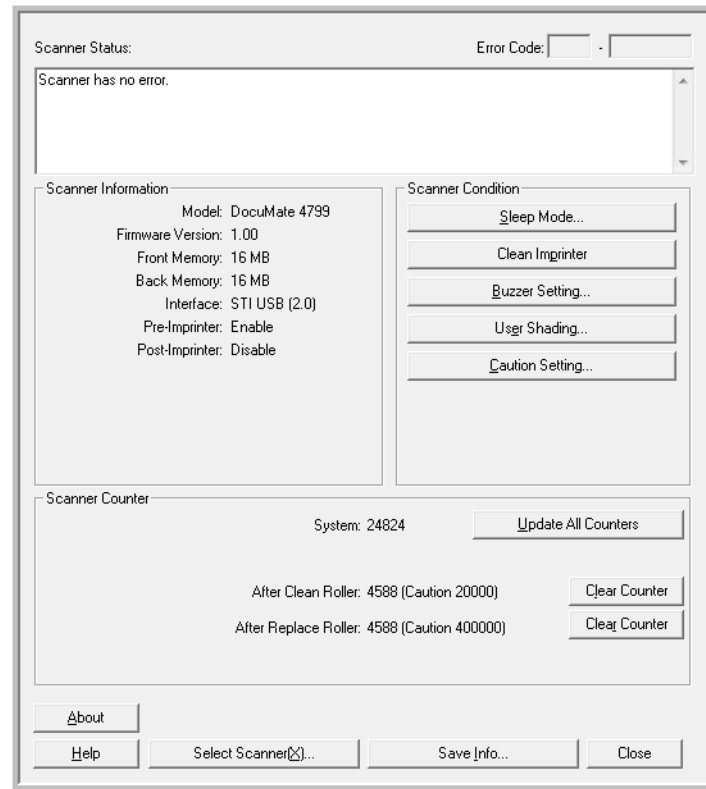 Scanner Status:
Error Code: -
Scanner has no error.
Scanner Information
Model: DocuMate 4799
Firmware Version: 1.00
Front Memory: 16 MB
Back Memory: 16 MB
Interface: STI USB (2.0)
Pre-Imprinter: Enable
Post-Imprinter: Disable
Scanner Condition
Sleep Mode...
Clean Imprinter
Buzzer Setting...
User Shading...
Caution Setting...
Scanner Counter
System: 24824
Update All Counters
After Clean Roller: 4588 (Caution 20000)
Clear Counter
After Replace Roller: 4588 (Caution 400000)
Clear Counter
About
Help
Select Scanner(X)...
Save Info...
Close